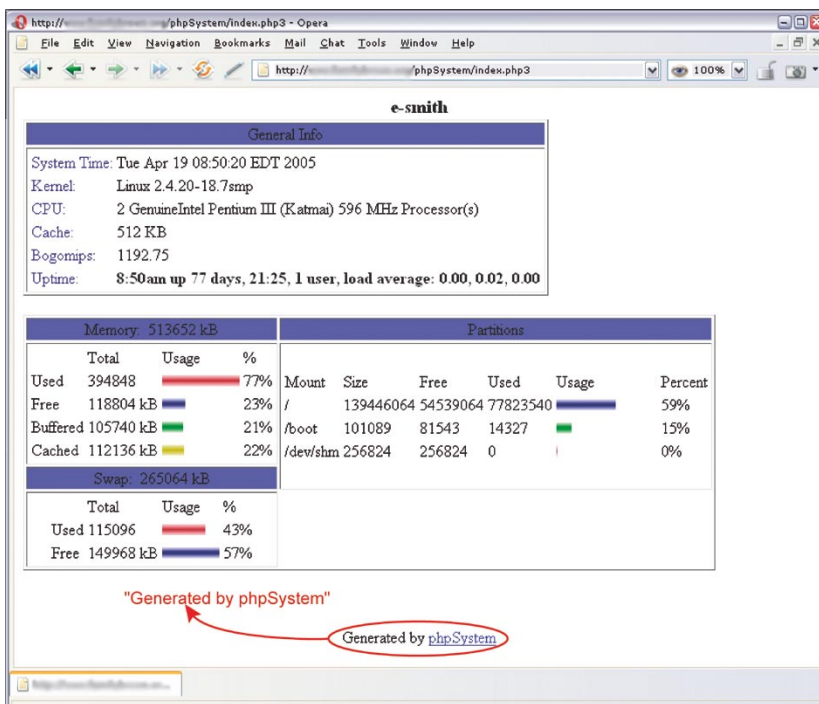 http:// /phpSystem/index.php3 - Opera
File Edit View Navigation Bookmarks Mail Chat Tools Window Help
http:// /phpSystem/index.php3 100%
e-smith
General Info
System Time: Tue Apr 19 08:50:20 EDT 2005
Kernel: Linux 2.4.20-18.7smp
CPU: 2 GenuineIntel Pentium III (Katmai) 596 MHz Processor(s)
Cache: 512 KB
Bogomips: 1192.75
Uptime: 8:50am up 77 days, 21:25, 1 user, load average: 0.00, 0.02, 0.00
Memory: 513652 kB
Total Usage %
Used 394848 77%
Free 118804 kB 23%
Buffered 105740 kB 21%
Cached 112136 kB 22%
Swap: 265064 kB
Total Usage %
Used 115096 43%
Free 149968 kB 57%
Partitions
Mount Size Free Used Usage Percent
/ 139446064 54539064 77823540 59%
/boot 101089 81543 14327 15%
/dev/shm 256824 256824 0 0%
"Generated by phpSystem"
Generated by phpSystem